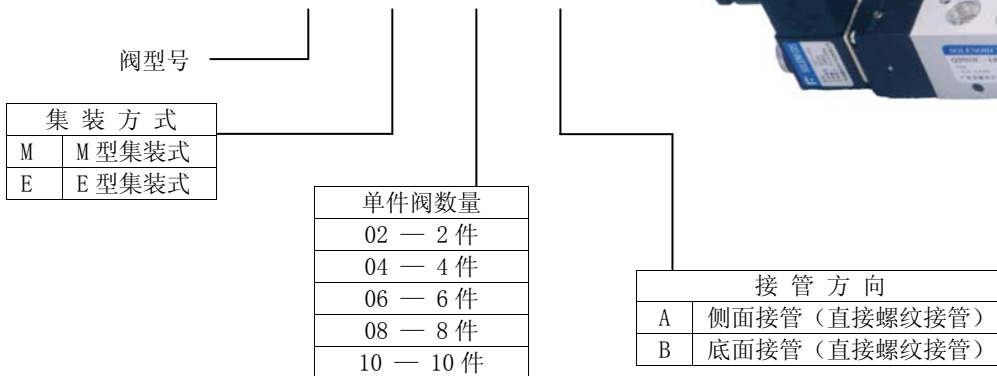 阀型号
集 装 方 式
M M 型集装式
E E 型集装式
单件阀数量
02 — 2 件
04 — 4 件
06 — 6 件
08 — 8 件
10 — 10 件
接 管 方 向
A 侧面接管（直接螺纹接管）
B 底面接管（直接螺纹接管）